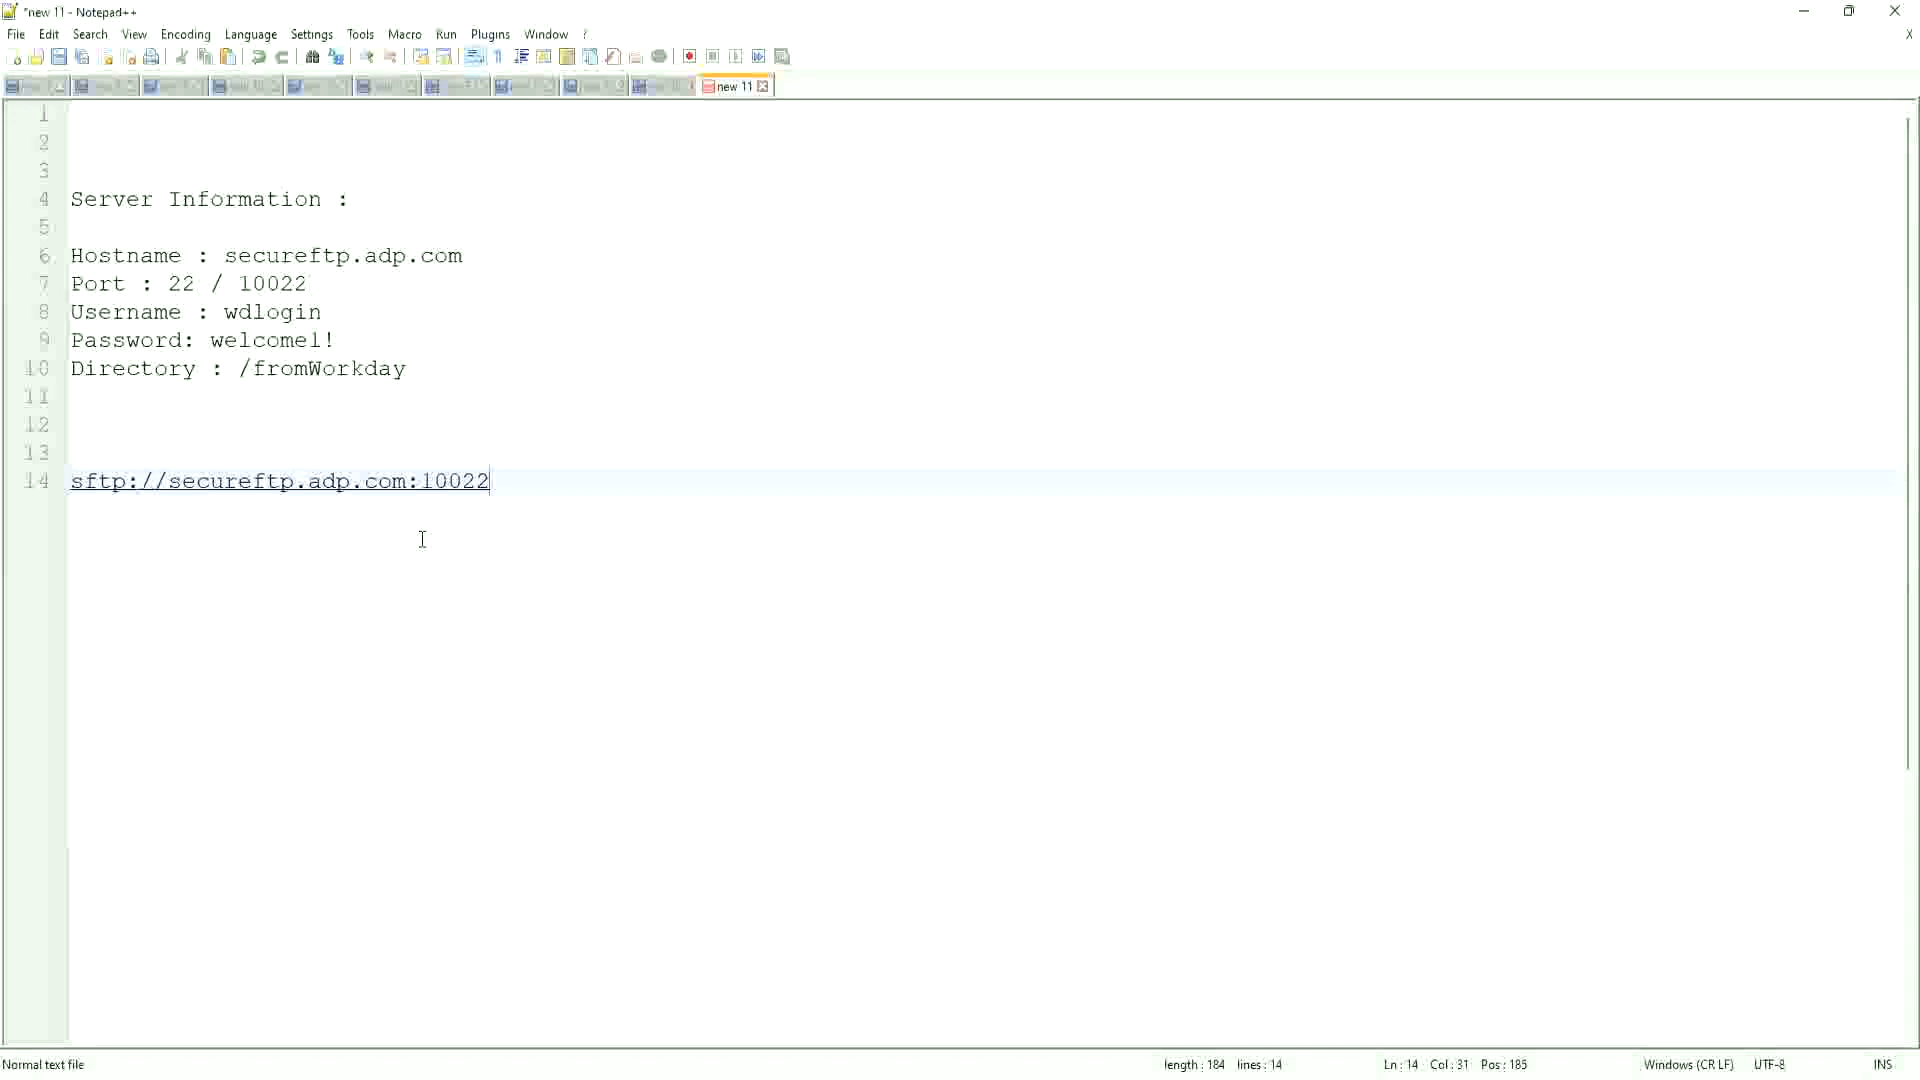 *new 11 - Notepad++
File Edit Search View Encoding Language Settings Tools Macro Run Plugins Window ?
X
new 11
1
2
3
4 Server Information :
5
6 Hostname : secureftp.adp.com
7 Port : 22 / 10022
8 Username : wdlogin
9 Password: welcome1!
10 Directory : /fromWorkday
11
12
13
14 sftp://secureftp.adp.com:10022
Normal text file length : 184 lines : 14 Ln : 14 Col : 31 Pos : 185 Windows (CR LF) UTF-8 INS